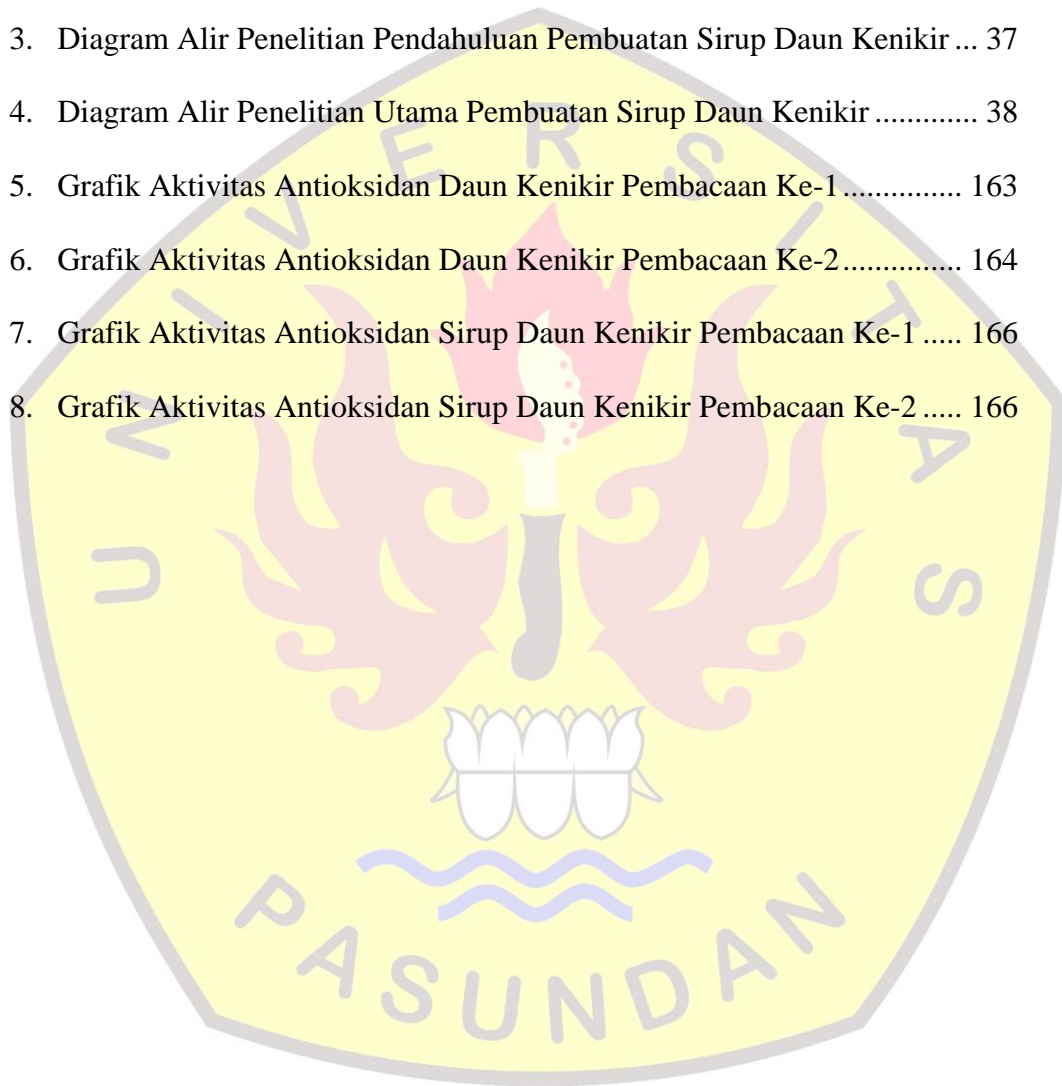 3. Diagram Alir Penelitian Pendahuluan Pembuatan Sirup Daun Kenikir ... 37
4. Diagram Alir Penelitian Utama Pembuatan Sirup Daun Kenikir ............. 38
5. Grafik Aktivitas Antioksidan Daun Kenikir Pembacaan Ke-1 ............... 163
6. Grafik Aktivitas Antioksidan Daun Kenikir Pembacaan Ke-2 ............... 164
7. Grafik Aktivitas Antioksidan Sirup Daun Kenikir Pembacaan Ke-1 ..... 166
8. Grafik Aktivitas Antioksidan Sirup Daun Kenikir Pembacaan Ke-2 ..... 166
UNIVERSITAS
PASUNDAN